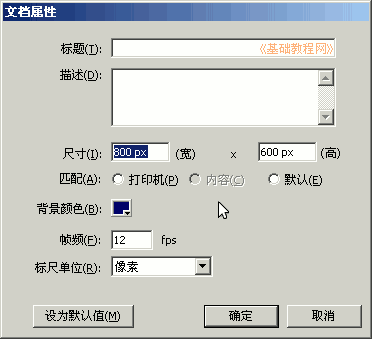 文档属性
标题(T): 《基础教程网》
描述(D):
尺寸(I): 800 px (宽) x 600 px (高)
匹配(A): 打印机(P) 内容(C) 默认(E)
背景颜色(B):
帧频(F): 12 fps
标尺单位(R): 像素
设为默认值(M) 确定 取消